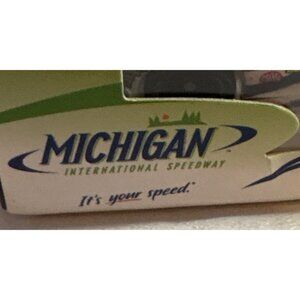 MICHIGAN
INTERNATIONAL SPEEDWAY
It's your speed.